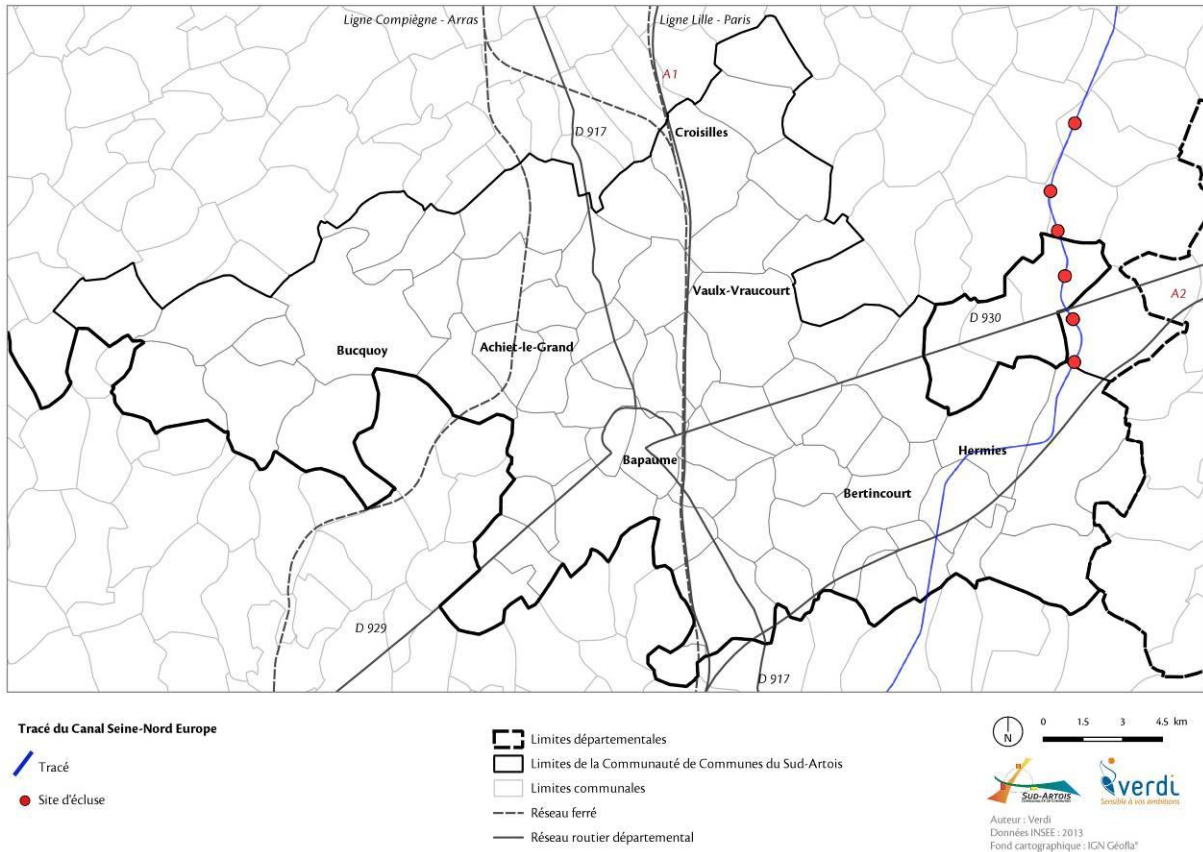 Ligne Compiègne - Arras
Ligne Lille - Paris
A1
D 917
Croisilles
Vaulx-Vraucourt
A2
D 930
Bucquoy
Achiet-le-Grand
Hermies
Bapaume
Bertincourt
D 929
D 917
Tracé du Canal Seine-Nord Europe
Tracé
Site d'écluse
Limites départementales
Limites de la Communauté de Communes du Sud-Artois
Limites communales
Réseau ferré
Réseau routier départemental
N
0 1.5 3 4.5 km
SUD-ARTOIS
COMMUNAUTÉ DE COMMUNES
verdi
Sensible à vos ambitions
Auteur : Verdi
Données INSEE : 2013
Fond cartographique : IGN Géofla®